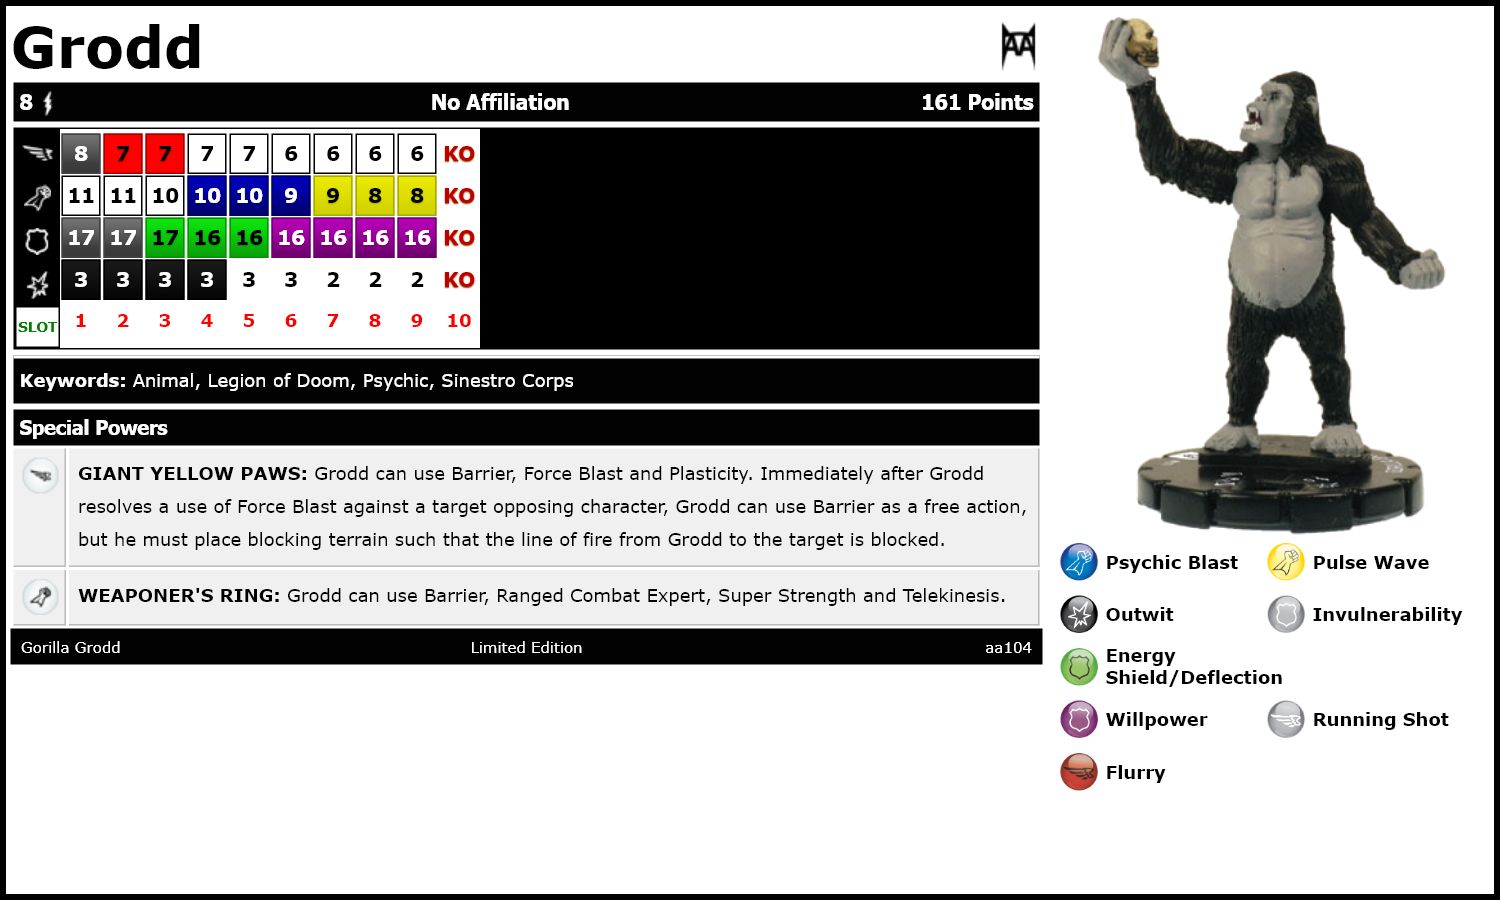 Grodd
8 No Affiliation 161 Points
8 7 7 7 7 6 6 6 6 KO
11 11 10 10 10 9 9 8 8 KO
17 17 17 16 16 16 16 16 16 KO
3 3 3 3 3 3 2 2 2 KO
SLOT 1 2 3 4 5 6 7 8 9 10
Keywords: Animal, Legion of Doom, Psychic, Sinestro Corps
Special Powers
GIANT YELLOW PAWS: Grodd can use Barrier, Force Blast and Plasticity. Immediately after Grodd
resolves a use of Force Blast against a target opposing character, Grodd can use Barrier as a free action,
but he must place blocking terrain such that the line of fire from Grodd to the target is blocked.
WEAPONER'S RING: Grodd can use Barrier, Ranged Combat Expert, Super Strength and Telekinesis.
Gorilla Grodd Limited Edition aa104
Psychic Blast Pulse Wave
Outwit Invulnerability
Energy
Shield/Deflection
Willpower Running Shot
Flurry